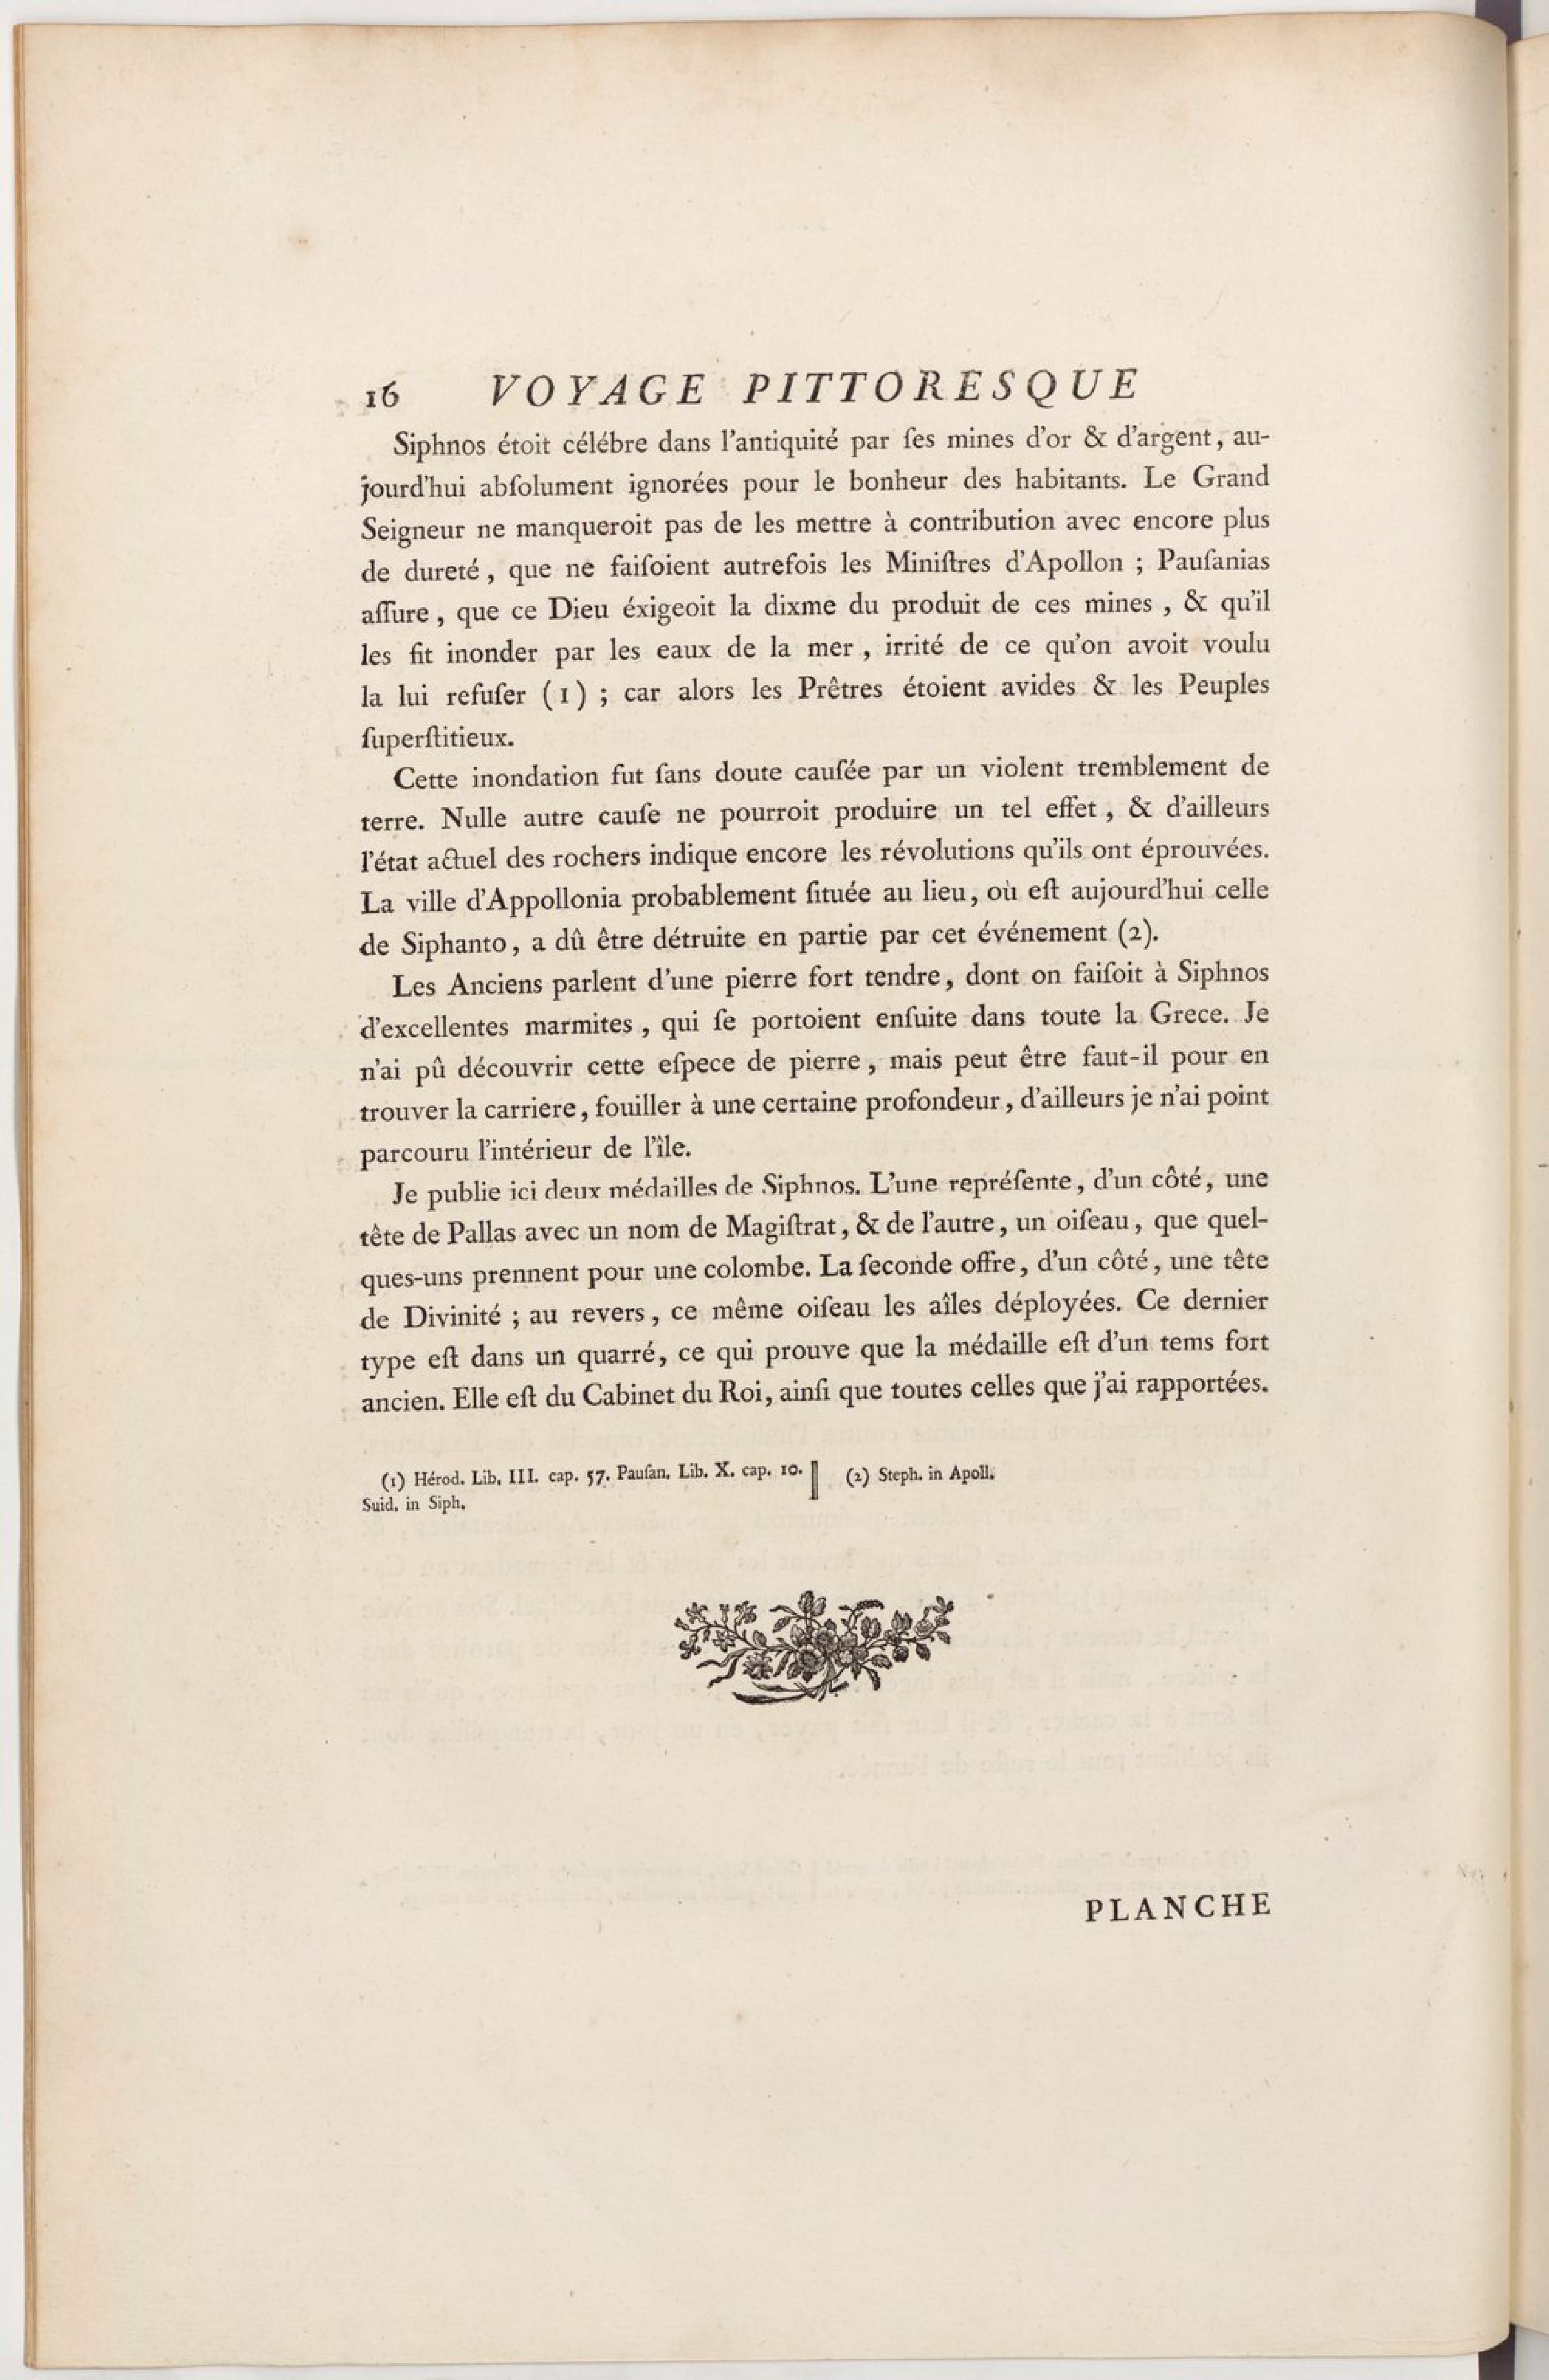 16 VOYAGE PITTORESQUE
Siphnos étoit célébre dans l'antiquité par ſes mines d'or & d'argent, au-
jourd'hui abſolument ignorées pour le bonheur des habitants. Le Grand
Seigneur ne manqueroit pas de les mettre à contribution avec encore plus
de dureté, que ne faiſoient autrefois les Miniſtres d'Apollon ; Pauſanias
aſſure, que ce Dieu éxigeoit la dixme du produit de ces mines, & qu'il
les fit inonder par les eaux de la mer, irrité de ce qu'on avoit voulu
la lui refuſer (1) ; car alors les Prêtres étoient avides & les Peuples
ſuperſtitieux.
Cette inondation fut ſans doute cauſée par un violent tremblement de
terre. Nulle autre cauſe ne pourroit produire un tel effet, & d'ailleurs
l'état actuel des rochers indique encore les révolutions qu'ils ont éprouvées.
La ville d'Appollonia probablement ſituée au lieu, où eſt aujourd'hui celle
de Siphanto, a dû être détruite en partie par cet événement (2).
Les Anciens parlent d'une pierre fort tendre, dont on faiſoit à Siphnos
d'excellentes marmites, qui ſe portoient enſuite dans toute la Grece. Je
n'ai pû découvrir cette eſpece de pierre, mais peut être faut-il pour en
trouver la carriere, fouiller à une certaine profondeur, d'ailleurs je n'ai point
parcouru l'intérieur de l'île.
Je publie ici deux médailles de Siphnos. L'une repréſente, d'un côté, une
tête de Pallas avec un nom de Magiſtrat, & de l'autre, un oiſeau, que quel-
ques-uns prennent pour une colombe. La ſeconde offre, d'un côté, une tête
de Divinité ; au revers, ce même oiſeau les aîles déployées. Ce dernier
type eſt dans un quarré, ce qui prouve que la médaille eſt d'un tems fort
ancien. Elle eſt du Cabinet du Roi, ainſi que toutes celles que j'ai rapportées.
(1) Hérod. Lib. III. cap. 57. Pauſan. Lib. X. cap. 10.
Suid. in Siph.
(2) Steph. in Apoll.
PLANCHE